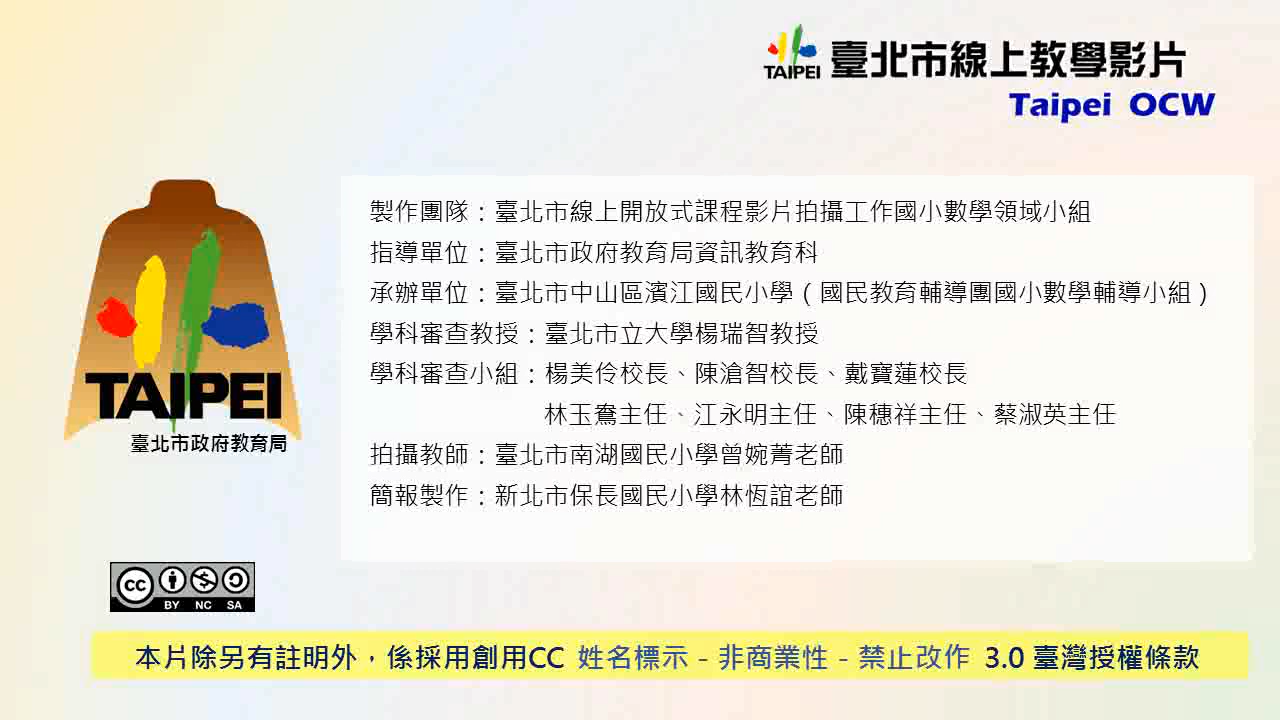 TAIPEI 臺北市線上教學影片
Taipei OCW
製作團隊：臺北市線上開放式課程影片拍攝工作國小數學領域小組
指導單位：臺北市政府教育局資訊教育科
承辦單位：臺北市中山區濱江國民小學（國民教育輔導團國小數學輔導小組）
學科審查教授：臺北市立大學楊瑞智教授
學科審查小組：楊美伶校長、陳滄智校長、戴寶蓮校長
林玉鴦主任、江永明主任、陳穗祥主任、蔡淑英主任
拍攝教師：臺北市南湖國民小學曾婉菁老師
簡報製作：新北市保長國民小學林恆誼老師
TAIPEI
臺北市政府教育局
CC BY NC SA
本片除另有註明外，係採用創用CC 姓名標示－非商業性－禁止改作 3.0 臺灣授權條款